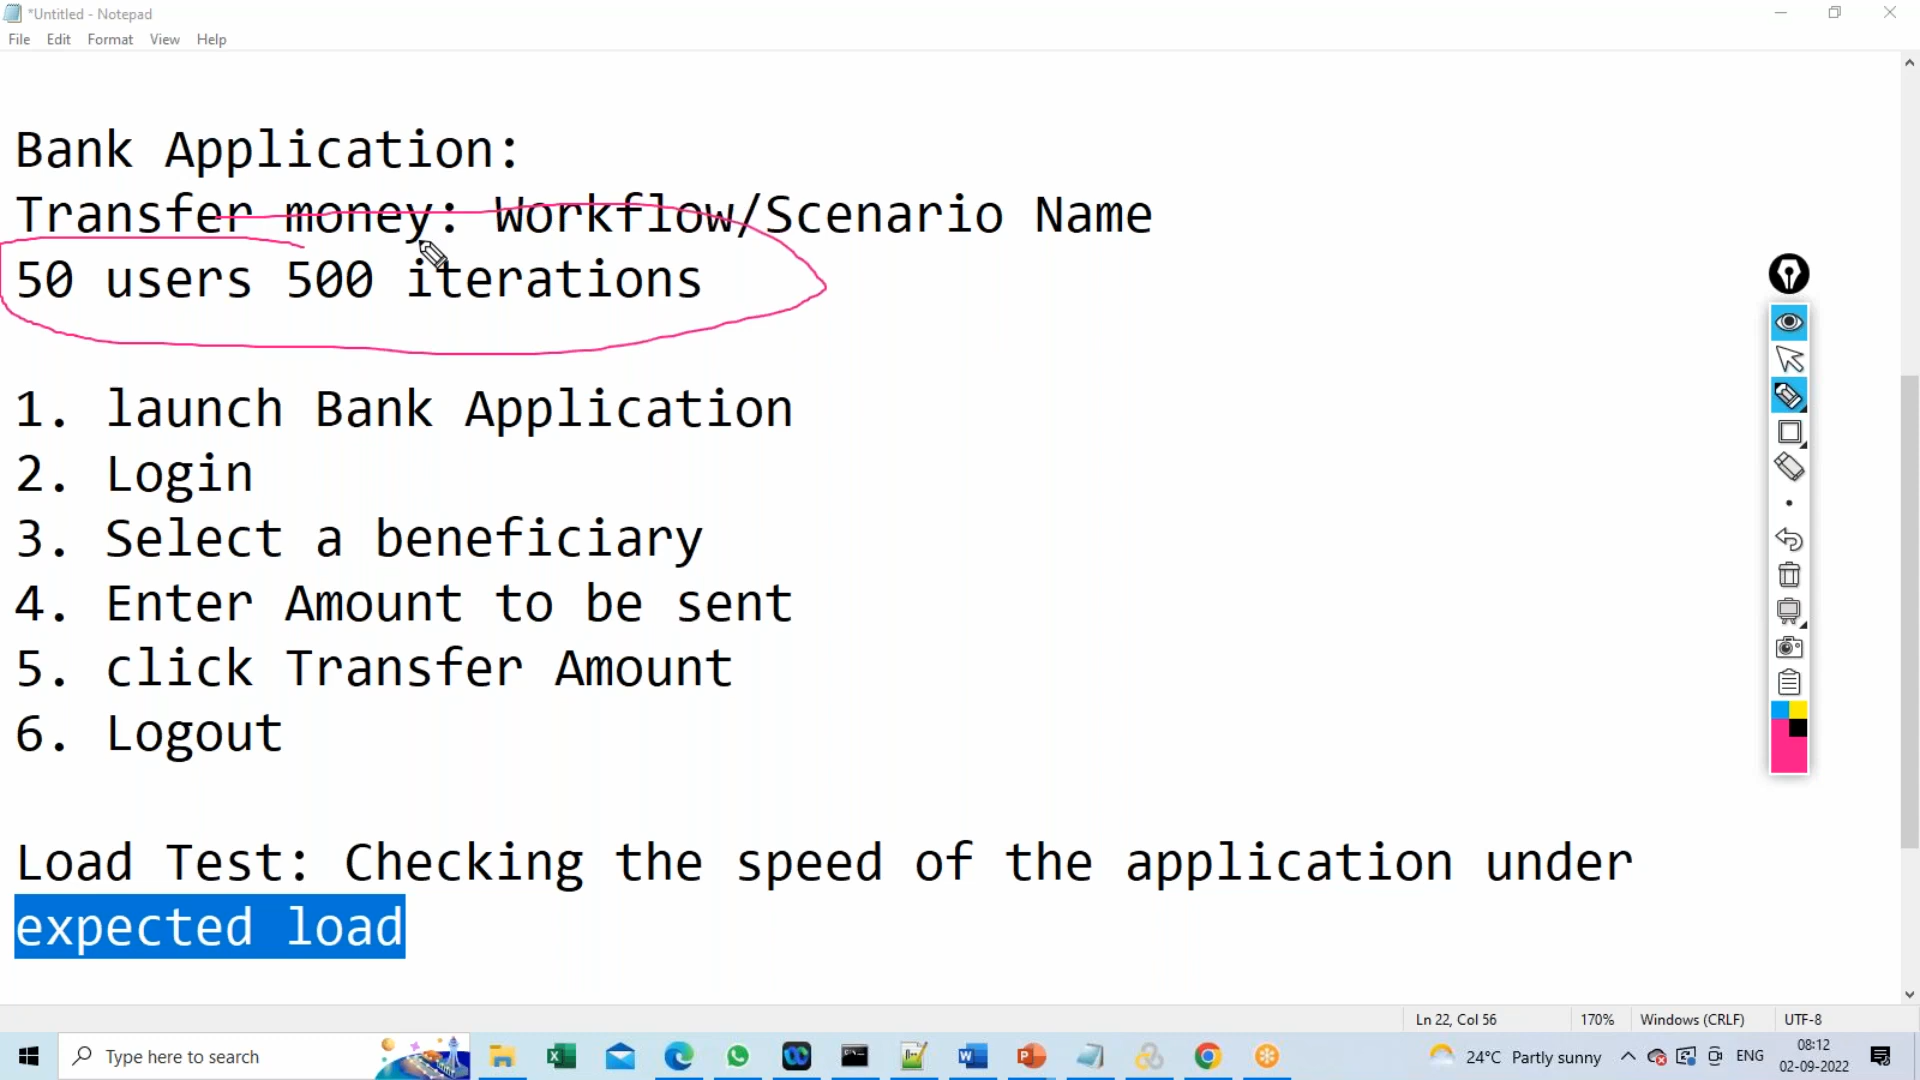 *Untitled - Notepad
File Edit Format View Help
Bank Application:
Transfer money: Workflow/Scenario Name
50 users 500 iterations
1. launch Bank Application
2. Login
3. Select a beneficiary
4. Enter Amount to be sent
5. click Transfer Amount
6. Logout
Load Test: Checking the speed of the application under
expected load
Ln 22, Col 56 170% Windows (CRLF) UTF-8
Type here to search
24°C Partly sunny
ENG
08:12
02-09-2022